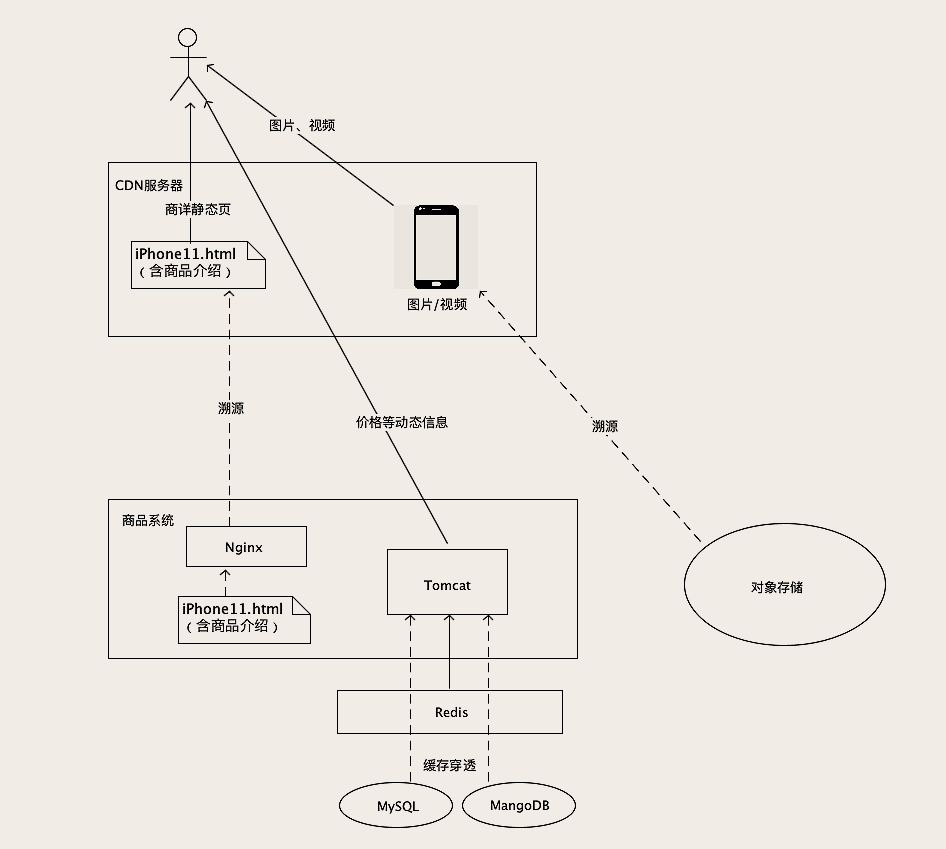 图片、视频
CDN服务器
商详静态页
iPhone11.html
（含商品介绍）
图片/视频
溯源
价格等动态信息
溯源
商品系统
Nginx
Tomcat
对象存储
iPhone11.html
（含商品介绍）
Redis
缓存穿透
MySQL
MangoDB